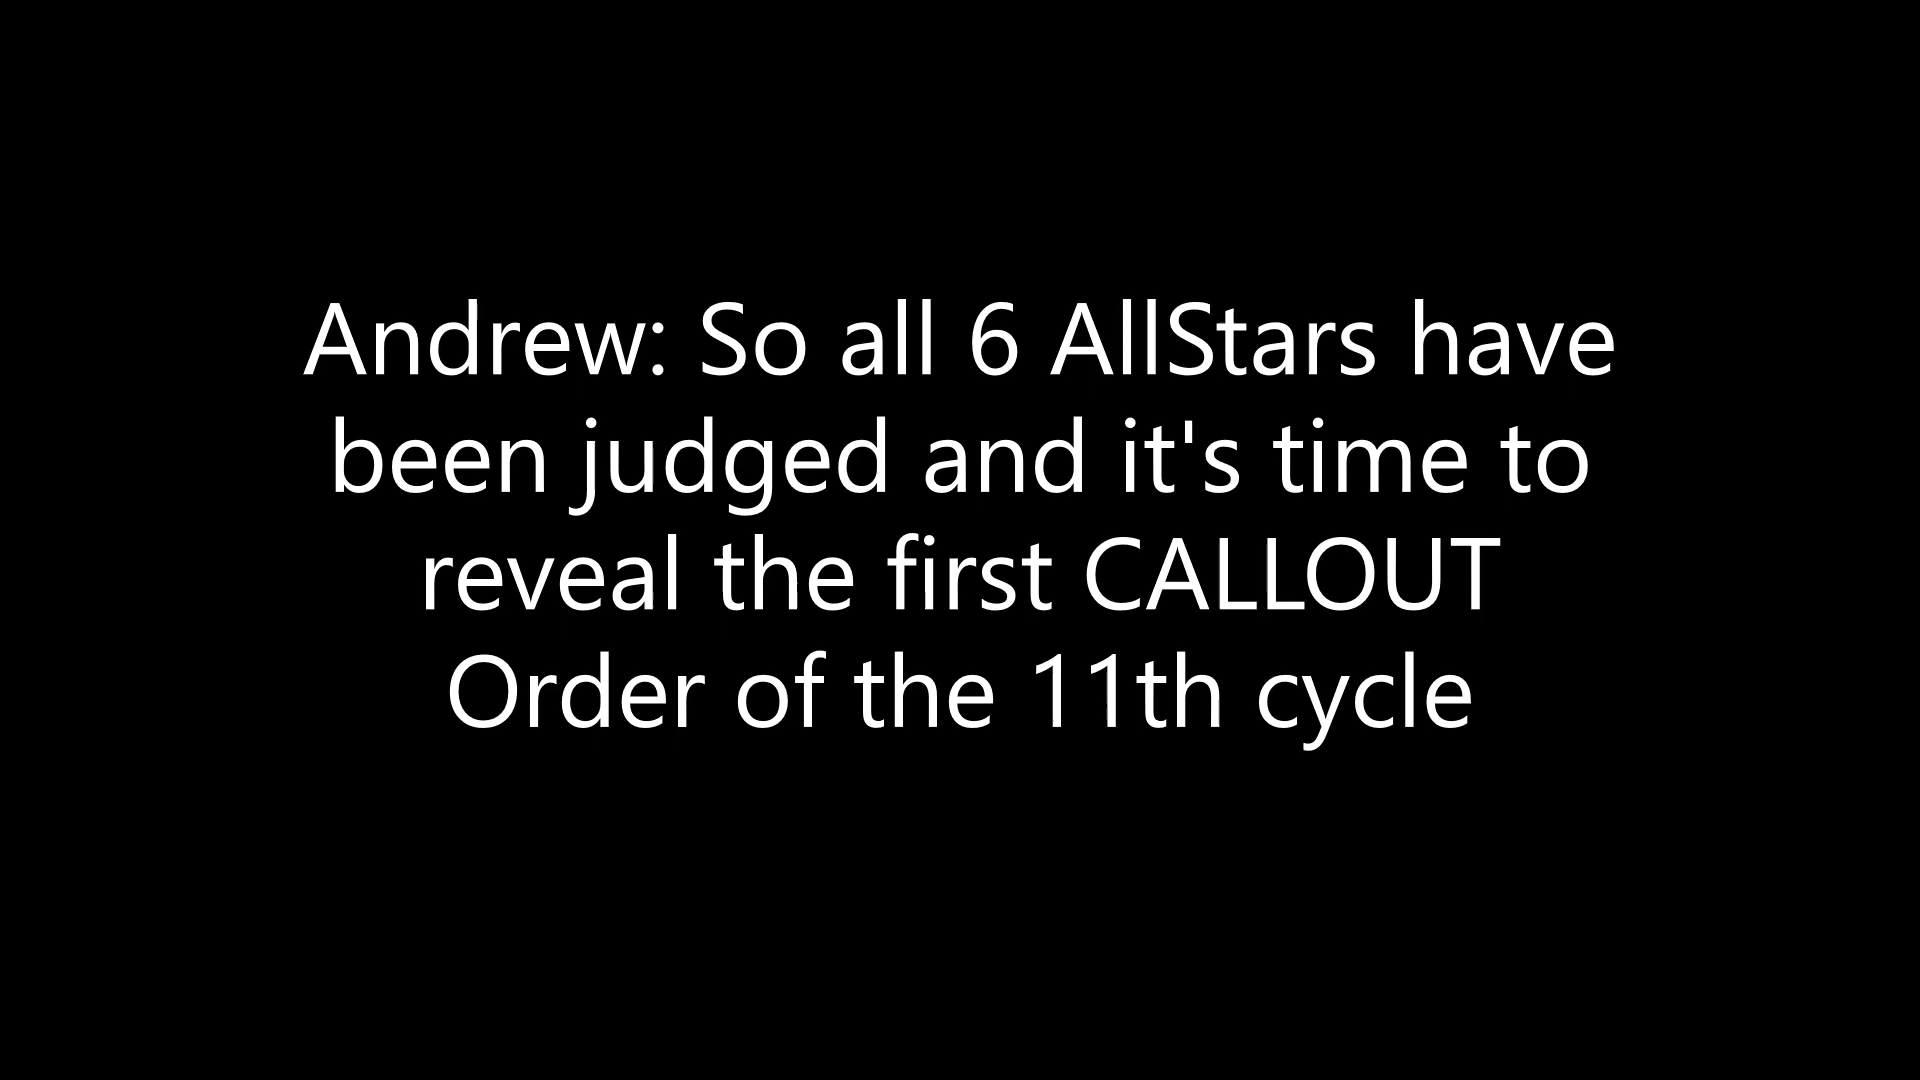 Andrew: So all 6 AllStars have
been judged and it's time to
reveal the first CALLOUT
Order of the 11th cycle